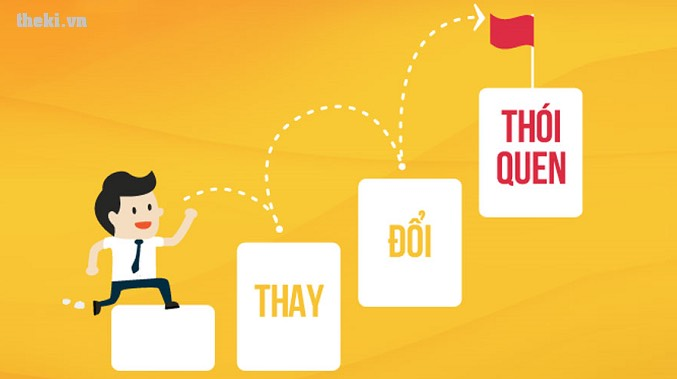 theki.vn
THAY
ĐỔI
THÓI
QUEN